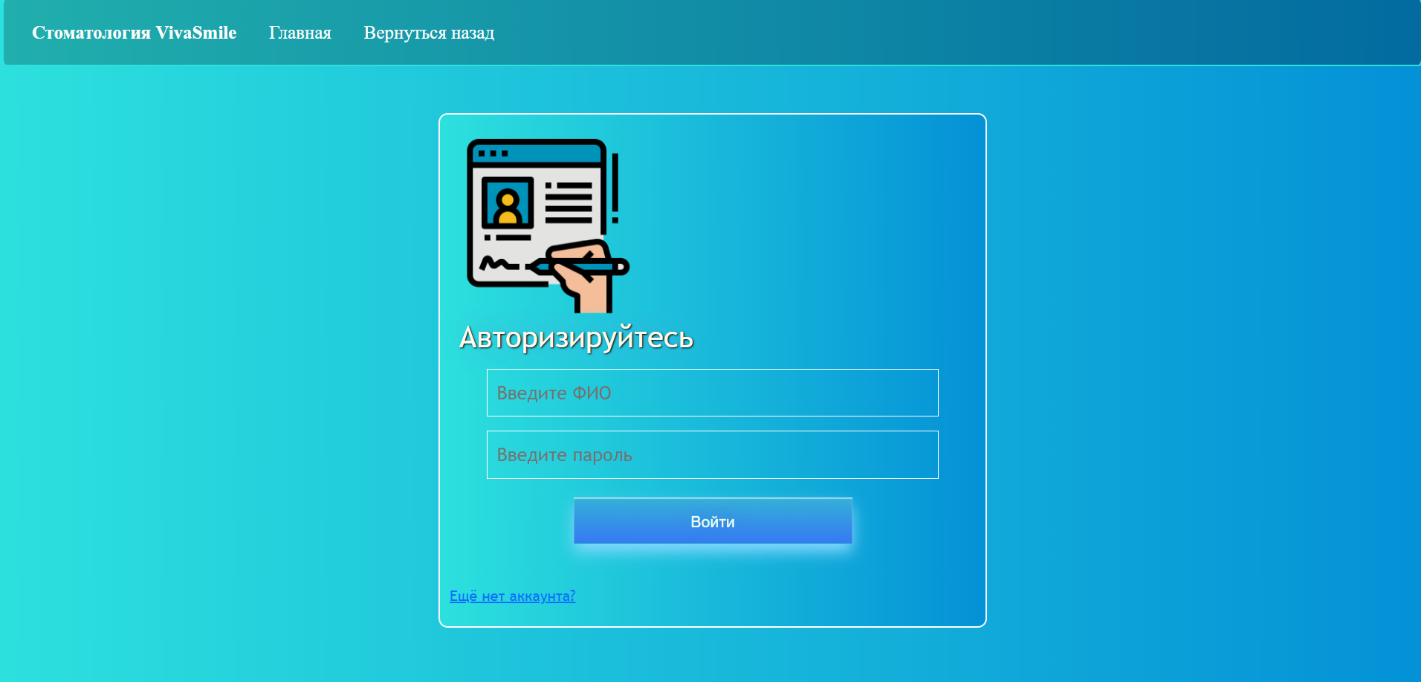 Стоматология VivaSmile Главная Вернуться назад
Авторизируйтесь
Введите ФИО
Введите пароль
Войти
Ещё нет аккаунта?